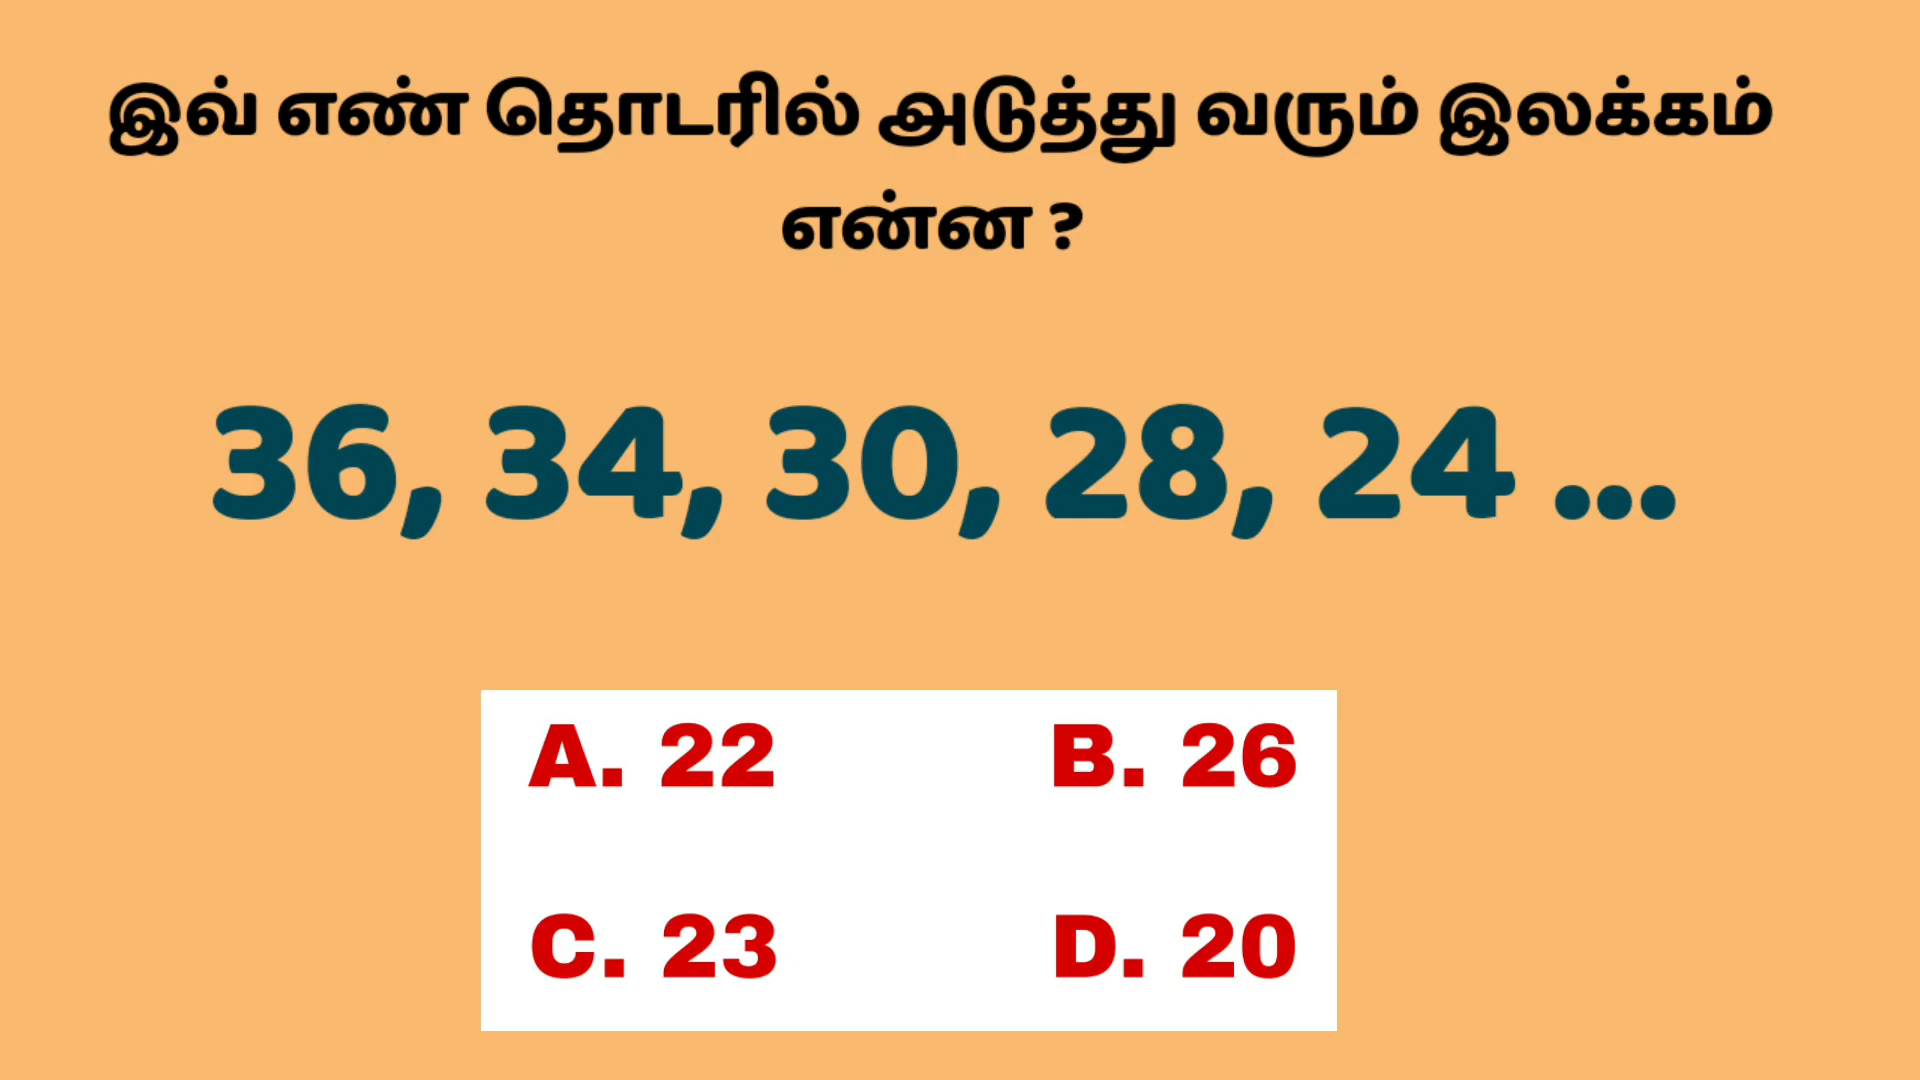 இவ் எண் தொடரில் அடுத்து வரும் இலக்கம்
என்ன ?
36, 34, 30, 28, 24 ...
A. 22 B. 26
C. 23 D. 20